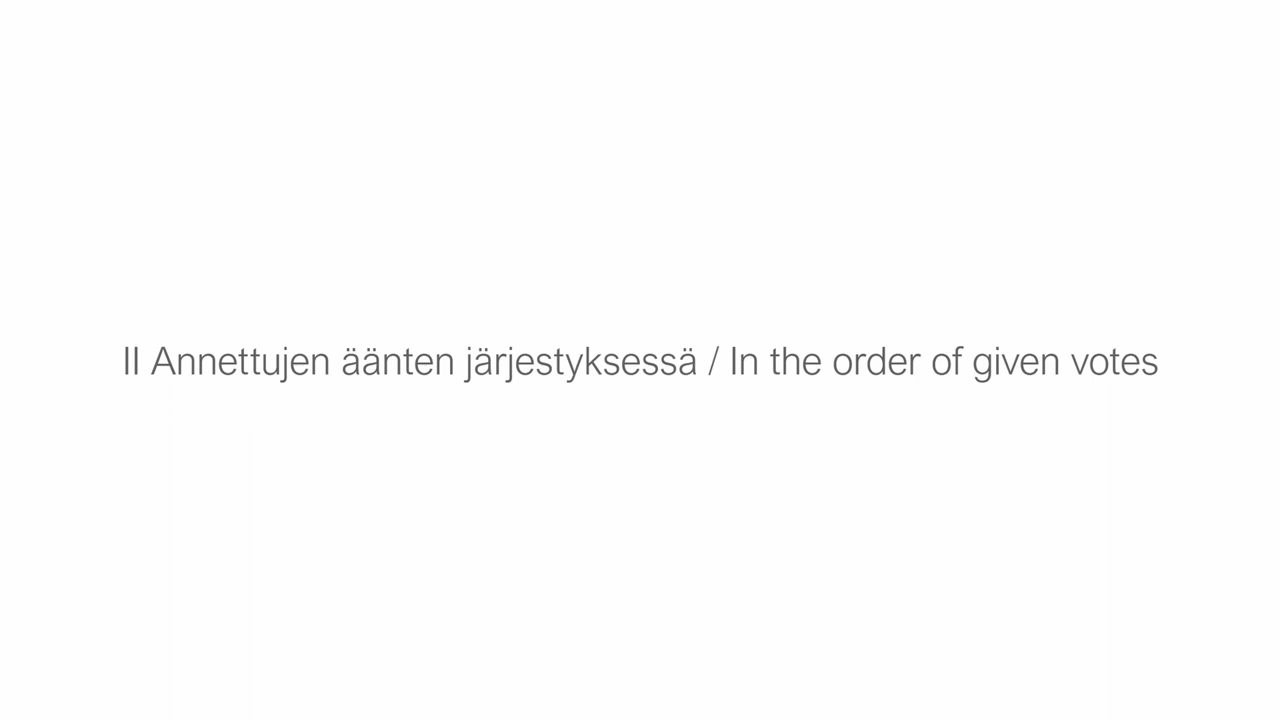 II Annettujen äänten järjestyksessä / In the order of given votes